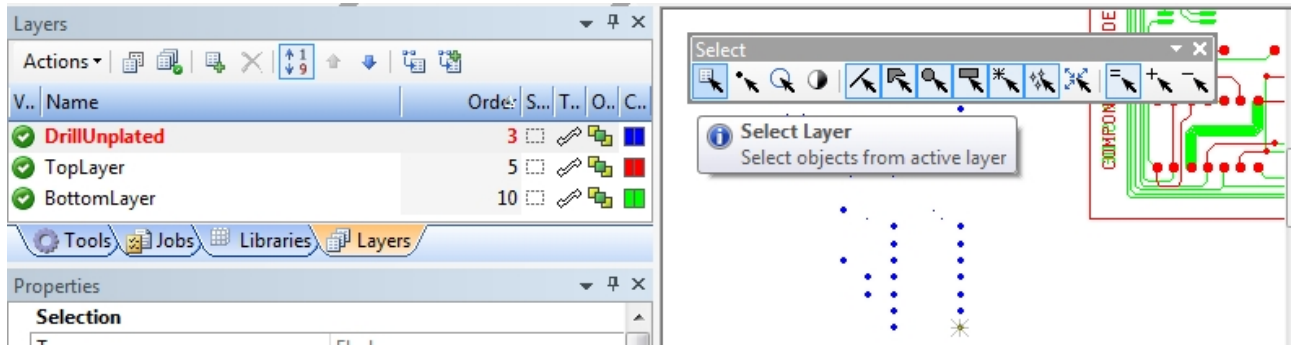 Layers
Actions
V.. Name Order S... T.. O.. C..
DrillUnplated 3
TopLayer 5
BottomLayer 10
Tools Jobs Libraries Layers
Properties
Selection
Select
Select Layer
Select objects from active layer